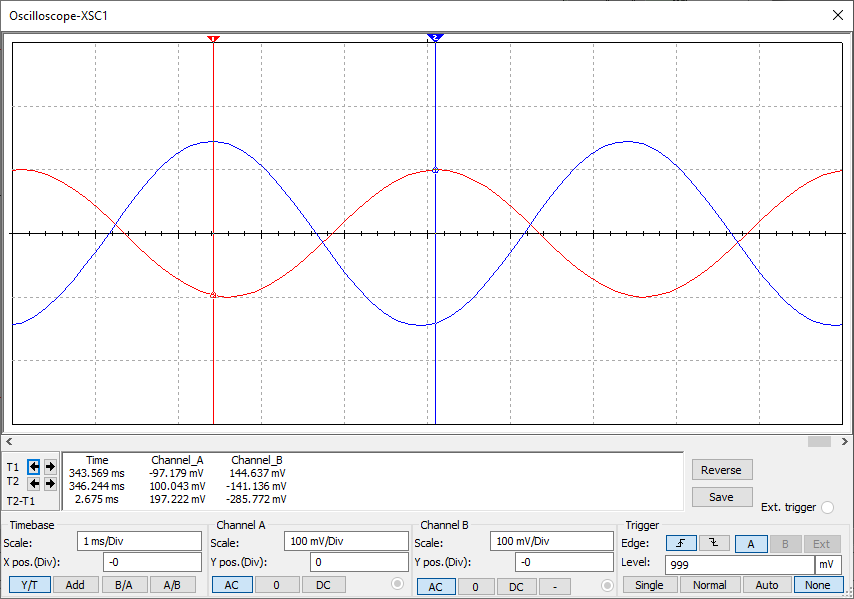 Oscilloscope-XSC1
1 2
Time Channel_A Channel_B
T1 343.569 ms -97.179 mV 144.637 mV
T2 346.244 ms 100.043 mV -141.136 mV
T2-T1 2.675 ms 197.222 mV -285.772 mV
Reverse
Save
Ext. trigger
Timebase
Scale: 1 ms/Div
X pos.(Div): -0
Y/T Add B/A A/B
Channel A
Scale: 100 mV/Div
Y pos.(Div): 0
AC 0 DC
Channel B
Scale: 100 mV/Div
Y pos.(Div): -0
AC 0 DC -
Trigger
Edge: A B Ext
Level: 999 mV
Single Normal Auto None